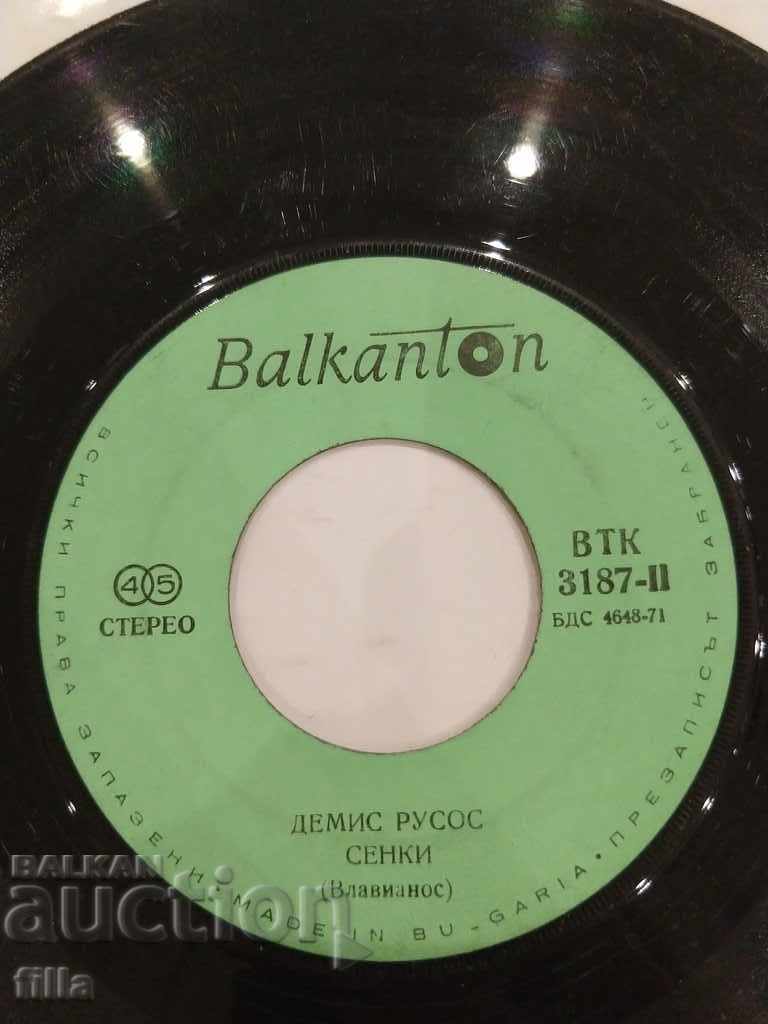 Balkanton
45
СТЕРЕО
ВТК
3187-II
БДС 4648-71
ДЕМИС РУСОС
СЕНКИ
(Влавианос)
ВСИЧКИ ПРАВА ЗАПАЗЕНИ • MADE IN BU-GARIA • ПРЕЗАПИСЪТ ЗАБРАНЕН
BALKAN
auction
filla